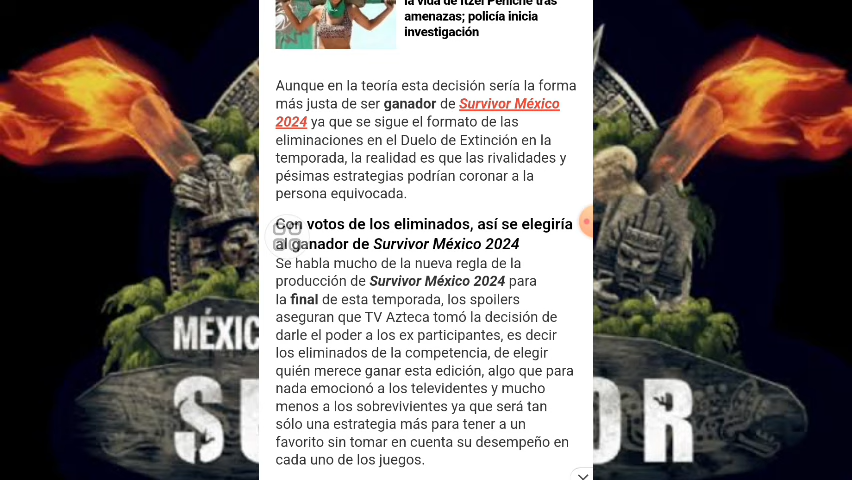 la vida de Itzel Peniche tras
amenazas; policía inicia
investigación
Aunque en la teoría esta decisión sería la forma
más justa de ser ganador de Survivor México
2024 ya que se sigue el formato de las
eliminaciones en el Duelo de Extinción en la
temporada, la realidad es que las rivalidades y
pésimas estrategias podrían coronar a la
persona equivocada.
Con votos de los eliminados, así se elegiría
al ganador de Survivor México 2024
Se habla mucho de la nueva regla de la
producción de Survivor México 2024 para
la final de esta temporada, los spoilers
aseguran que TV Azteca tomó la decisión de
darle el poder a los ex participantes, es decir
los eliminados de la competencia, de elegir
quién merece ganar esta edición, algo que para
nada emocionó a los televidentes y mucho
menos a los sobrevivientes ya que será tan
sólo una estrategia más para tener a un
favorito sin tomar en cuenta su desempeño en
cada uno de los juegos.
MÉXIC
SU
OR